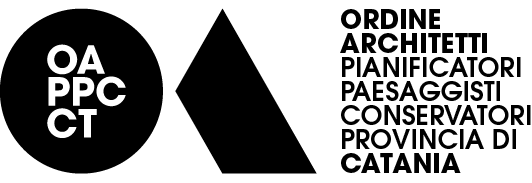 OA
PPC
CT
ORDINE
ARCHITETTI
PIANIFICATORI
PAESAGGISTI
CONSERVATORI
PROVINCIA DI
CATANIA